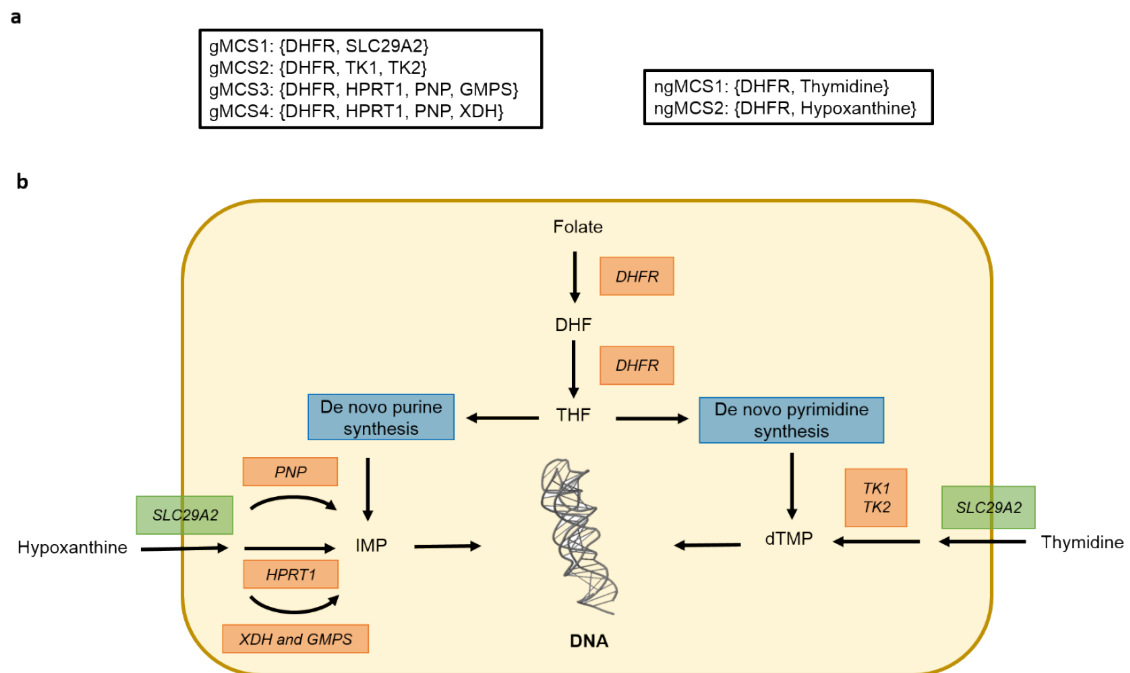 a
gMCS1: {DHFR, SLC29A2}
gMCS2: {DHFR, TK1, TK2}
gMCS3: {DHFR, HPRT1, PNP, GMPS}
gMCS4: {DHFR, HPRT1, PNP, XDH}
ngMCS1: {DHFR, Thymidine}
ngMCS2: {DHFR, Hypoxanthine}
b
Folate
DHFR
DHF
DHFR
De novo purine
synthesis
THF
De novo pyrimidine
synthesis
PNP
TK1
TK2
SLC29A2
SLC29A2
Hypoxanthine
IMP
dTMP
Thymidine
HPRT1
XDH and GMPS
DNA